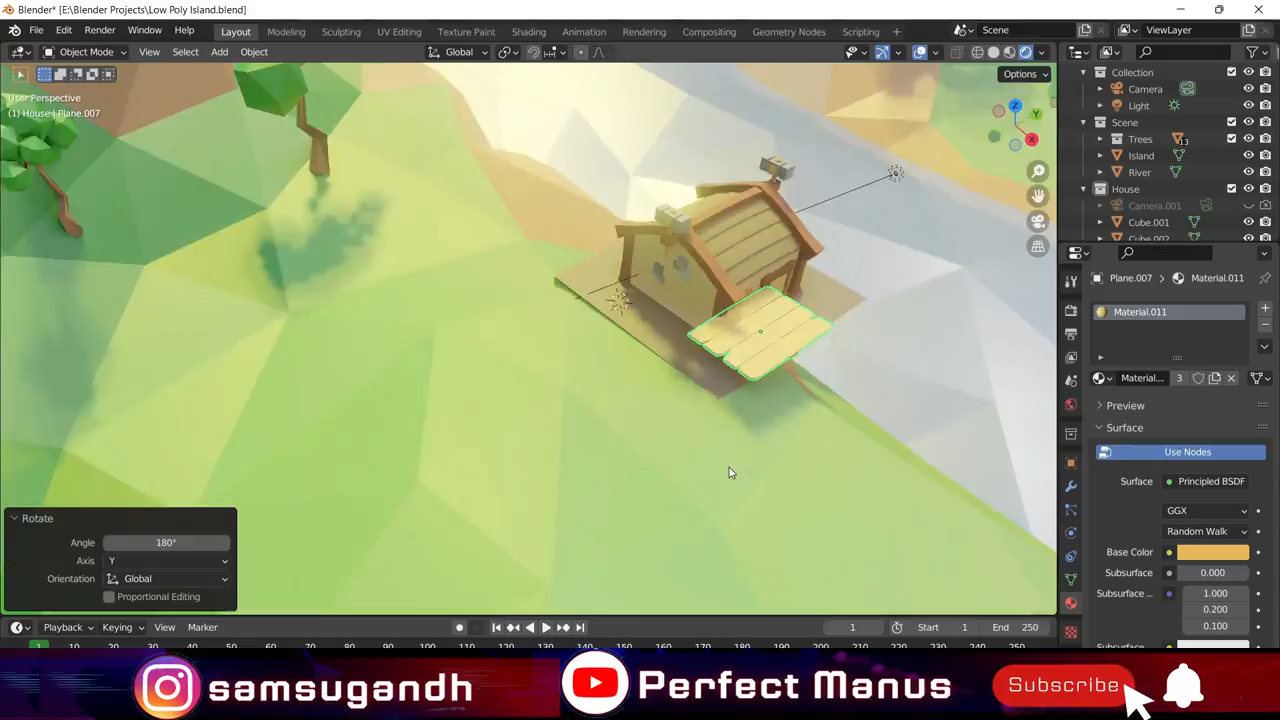 Blender* [E:\Blender Projects\Low Poly Island.blend]
File Edit Render Window Help
Layout Modeling Sculpting UV Editing Texture Paint Shading Animation Rendering Compositing Geometry Nodes Scripting
Scene
ViewLayer
Object Mode View Select Add Object
Global
Options
User Perspective
(1) House | Plane.007
Z
Y
X
Collection
Camera
Light
Scene
Trees 13
Island
River
House
Camera.001
Cube.001
Cube.002
Plane.007 Material.011
Material.011
Material.... 3
Preview
Surface
Use Nodes
Surface Principled BSDF
GGX
Random Walk
Base Color
Subsurface 0.000
Subsurface ... 1.000
0.200
0.100
Rotate
Angle 180°
Axis Y
Orientation Global
Proportional Editing
Playback Keying View Marker
1 Start 1 End 250
samsugandh
Perfect Manus
Subscribe